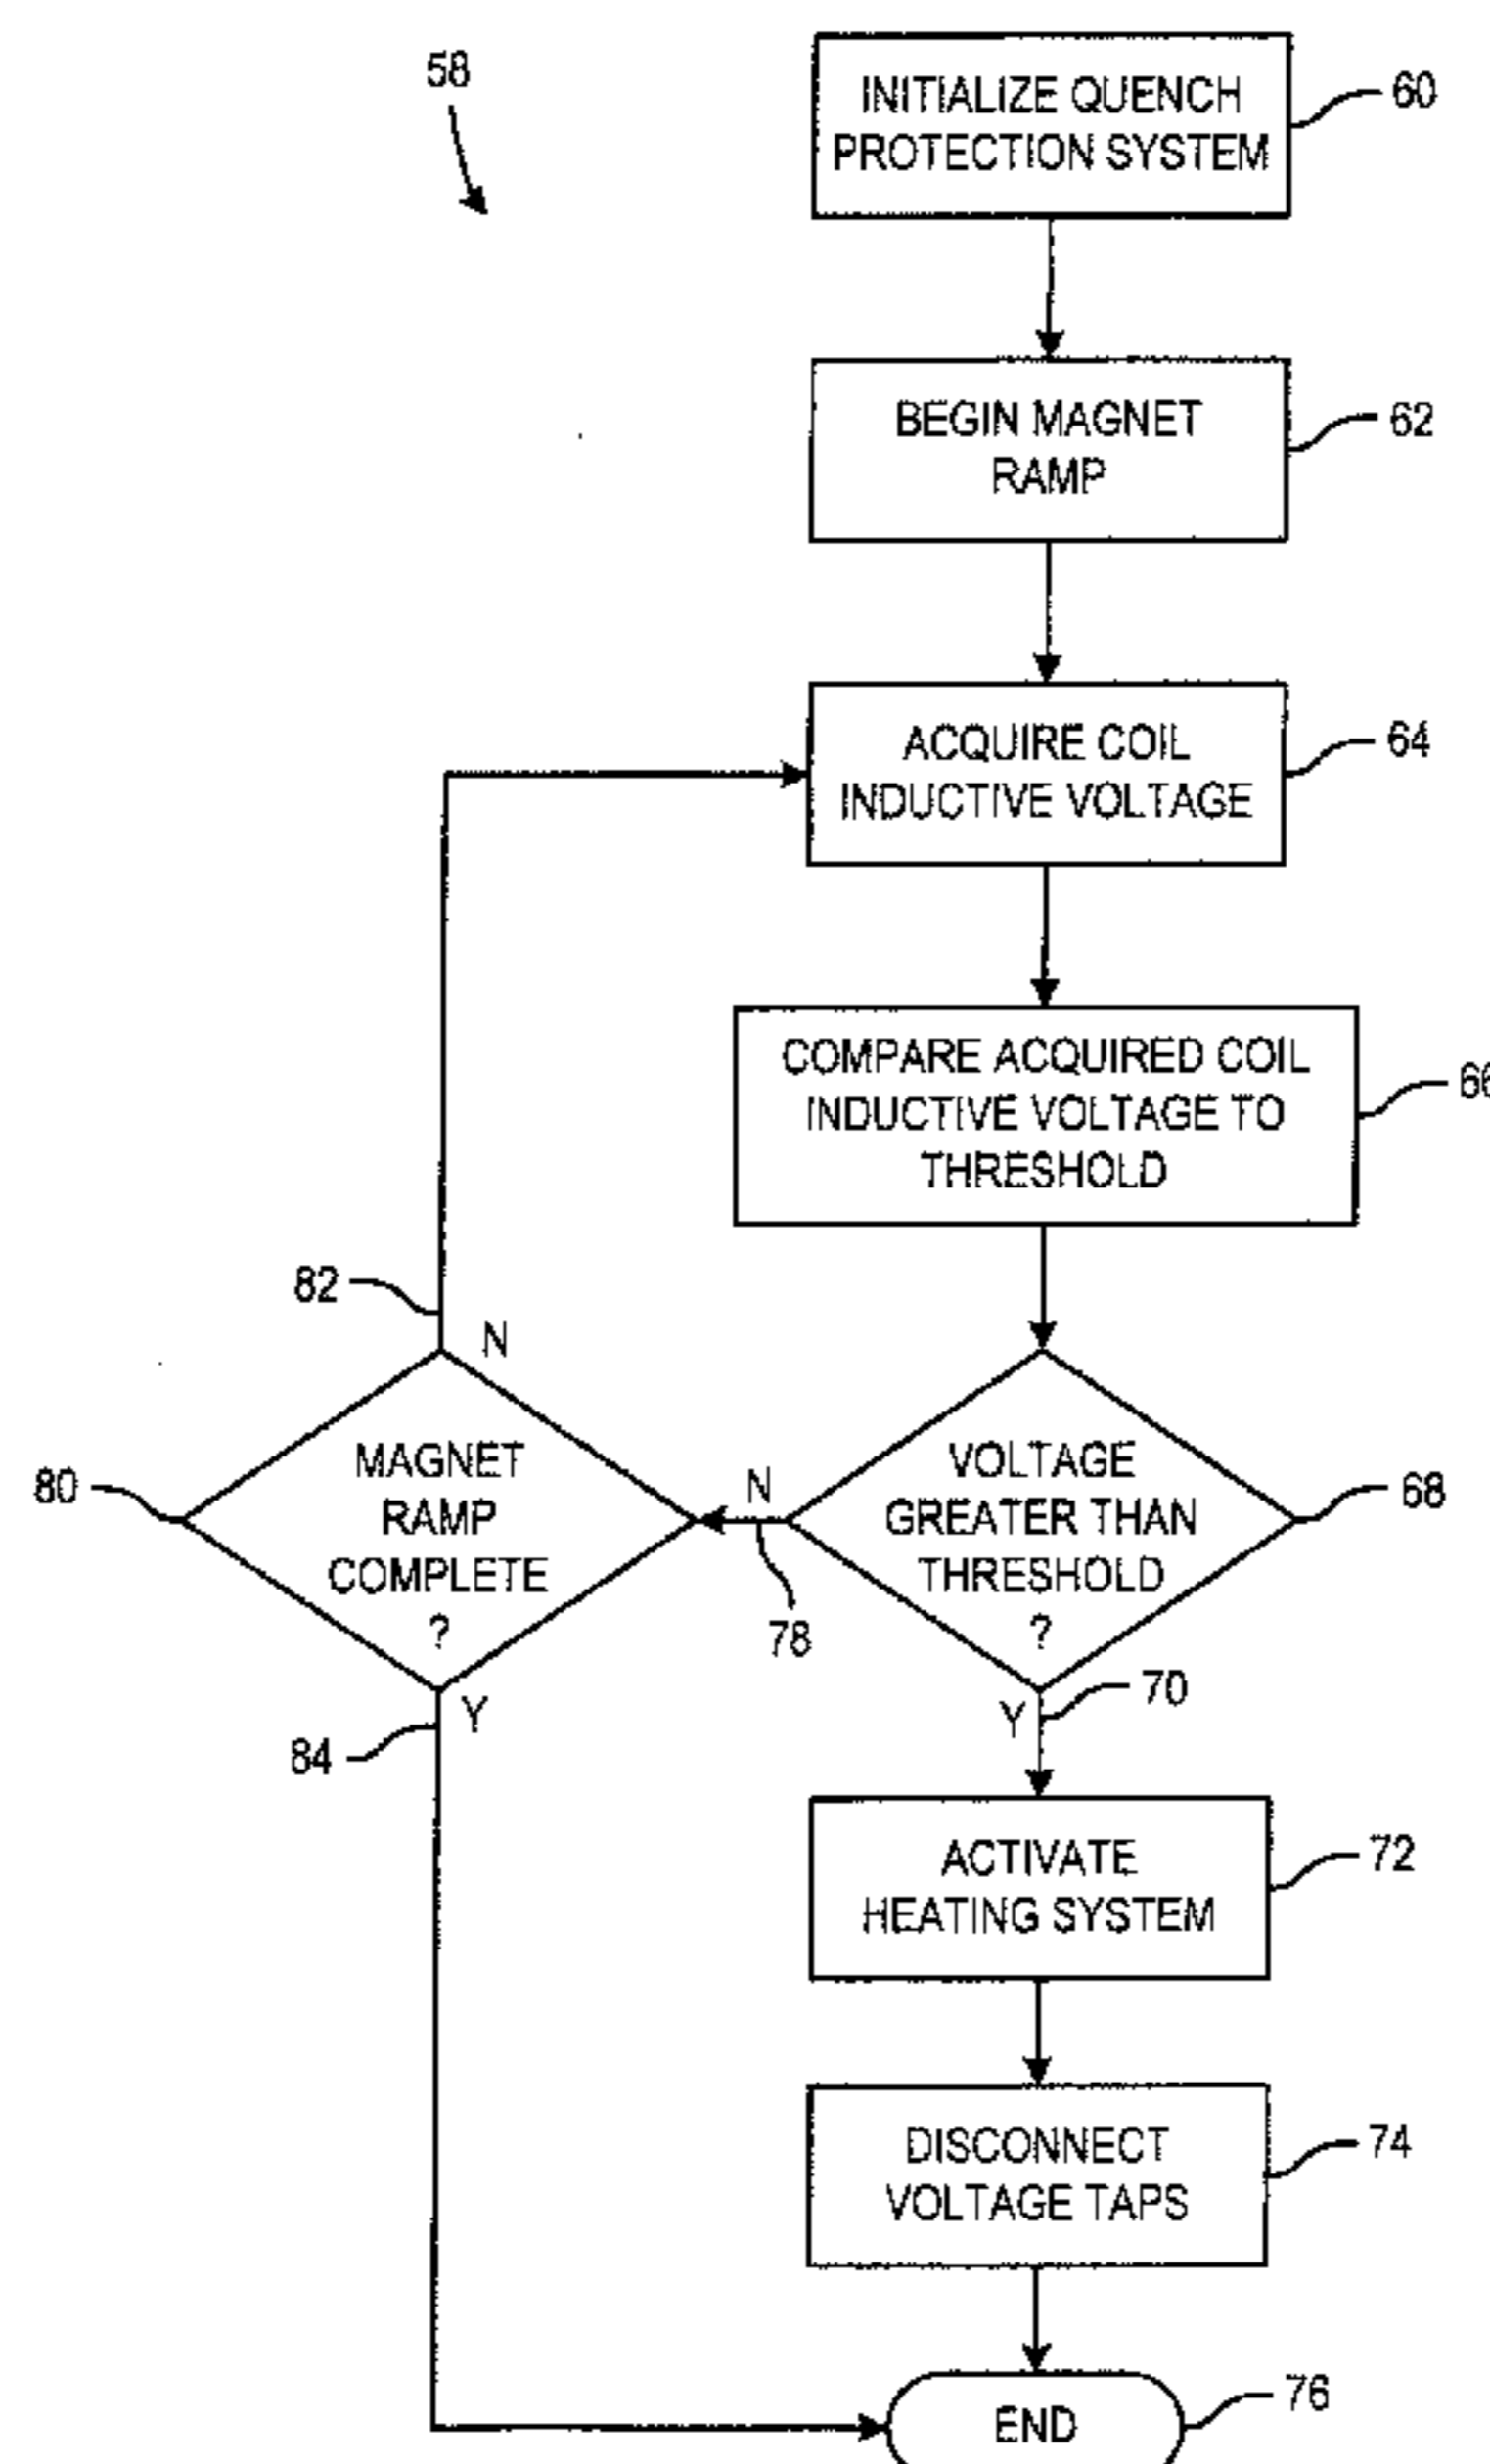 58
INITIALIZE QUENCH
PROTECTION SYSTEM
60
BEGIN MAGNET
RAMP
62
ACQUIRE COIL
INDUCTIVE VOLTAGE
64
COMPARE ACQUIRED COIL
INDUCTIVE VOLTAGE TO
THRESHOLD
66
82
N
MAGNET
RAMP
COMPLETE
?
80
N
78
VOLTAGE
GREATER THAN
THRESHOLD
?
68
Y
84
Y
70
ACTIVATE
HEATING SYSTEM
72
DISCONNECT
VOLTAGE TAPS
74
END
76